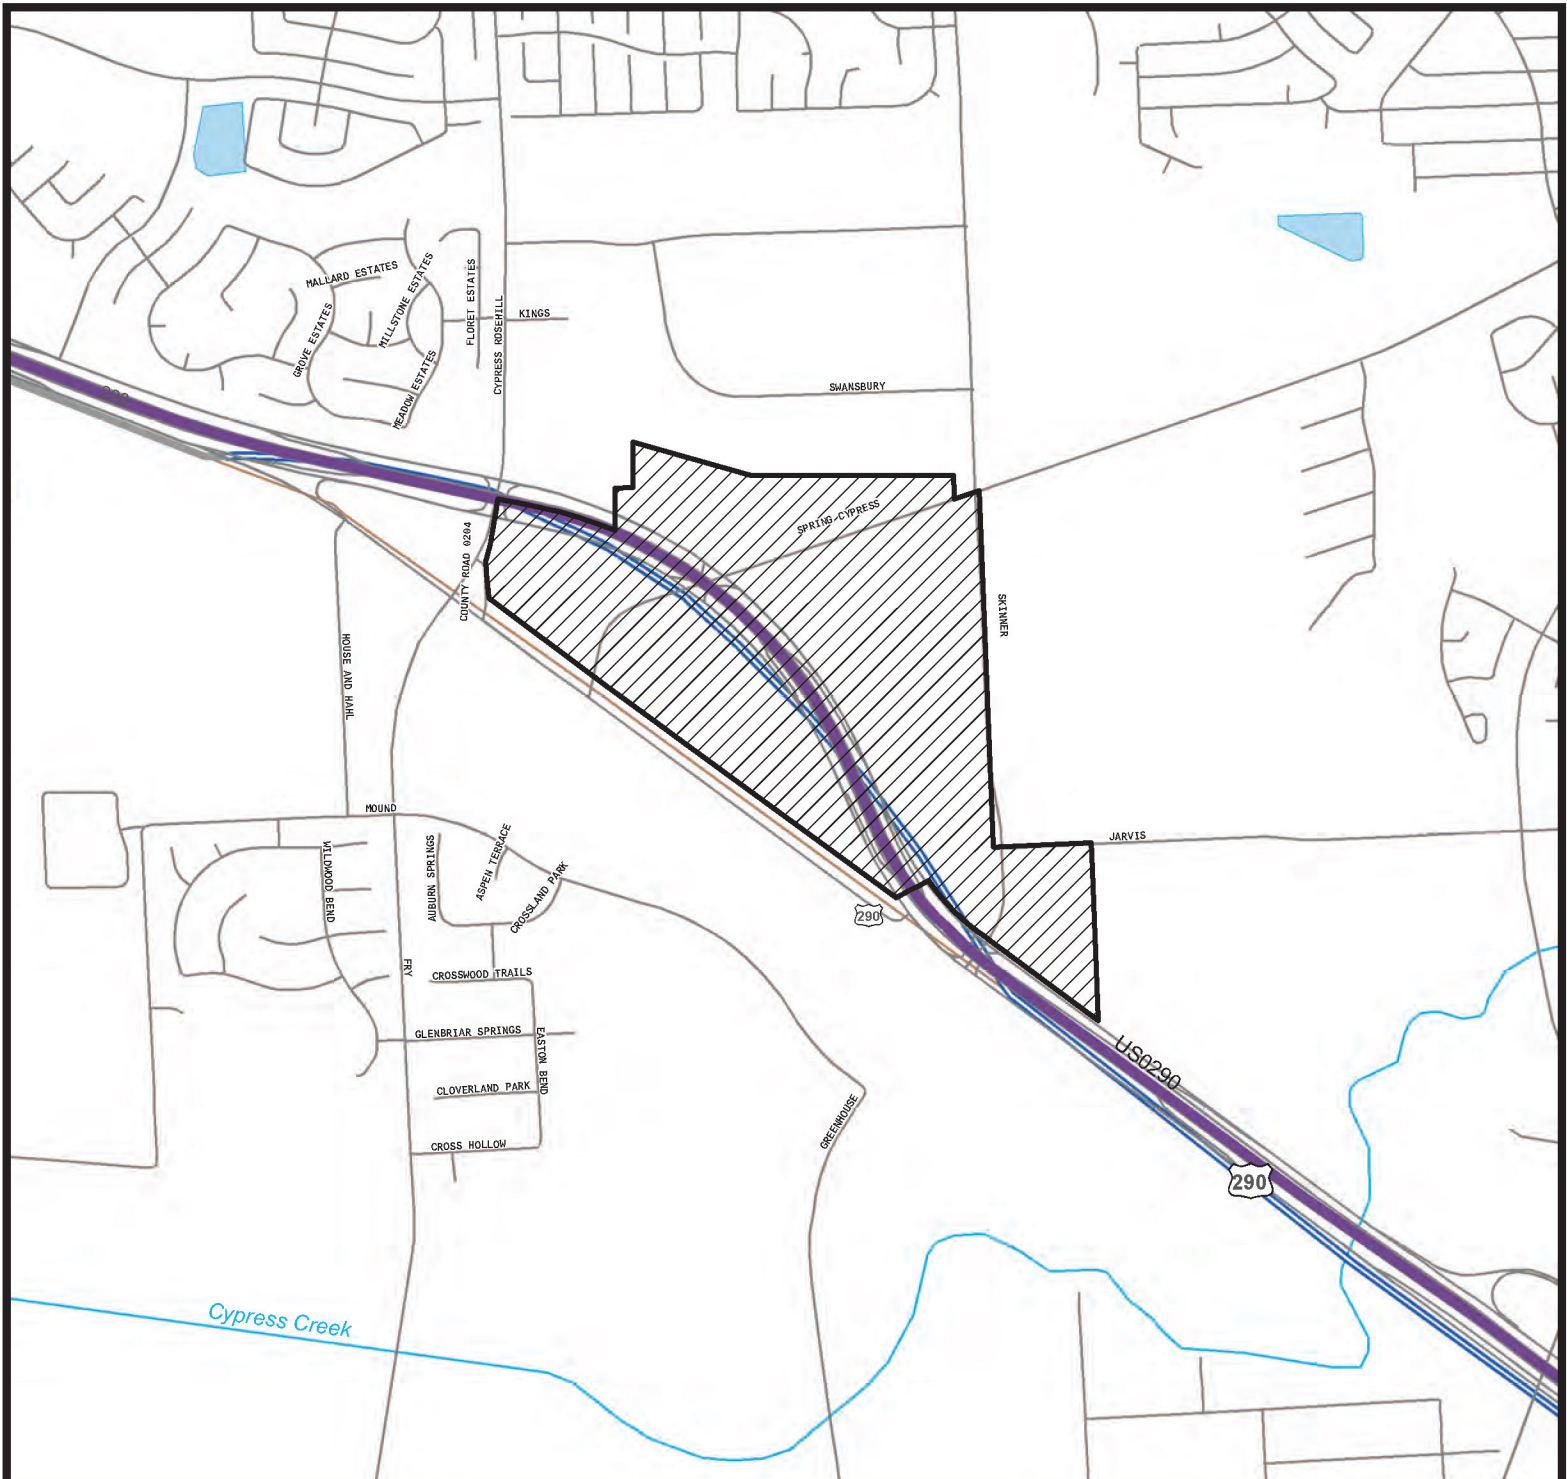 MALLARD ESTATES
MILLSTONE ESTATES
FLORET ESTATES
GROVE ESTATES
CYPRESS ROSEHILL
KINGS
MEADOW ESTATES
SWANSBURY
SPRING-CYPRESS
COUNTY ROAD 0204
SKINNER
HOUSE AND HAHL
MOUND
JARVIS
WILDWOOD BEND
AUBURN SPRINGS
ASPEN TERRACE
CROSSLAND PARK
290
FRY
CROSSWOOD TRAILS
GLENBRIAR SPRINGS
EASTON BEND
US0290
CLOVERLAND PARK
GREENHOUSE
CROSS HOLLOW
290
Cypress Creek